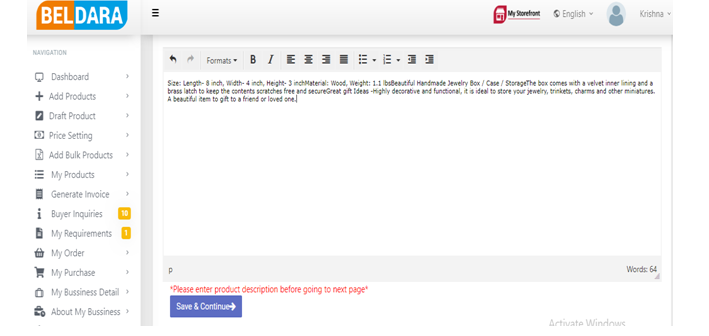 BELDARA
My Storefront
English
Krishna
NAVIGATION
Dashboard
Add Products
Draft Product
Price Setting
Add Bulk Products
My Products
Generate Invoice
Buyer Inquiries 10
My Requirements 1
My Order
My Purchase
My Bussiness Detail
About My Bussiness
Formats B I
Size: Length- 8 inch, Width- 4 inch, Height- 3 inchMaterial: Wood, Weight: 1.1 lbsBeautiful Handmade Jewelry Box / Case / StorageThe box comes with a velvet inner lining and a
brass latch to keep the contents scratches free and secureGreat gift Ideas -Highly decorative and functional, it is ideal to store your jewelry, trinkets, charms and other miniatures.
A beautiful item to gift to a friend or loved one.
p Words: 64
*Please enter product description before going to next page*
Save & Continue
Activate Windows